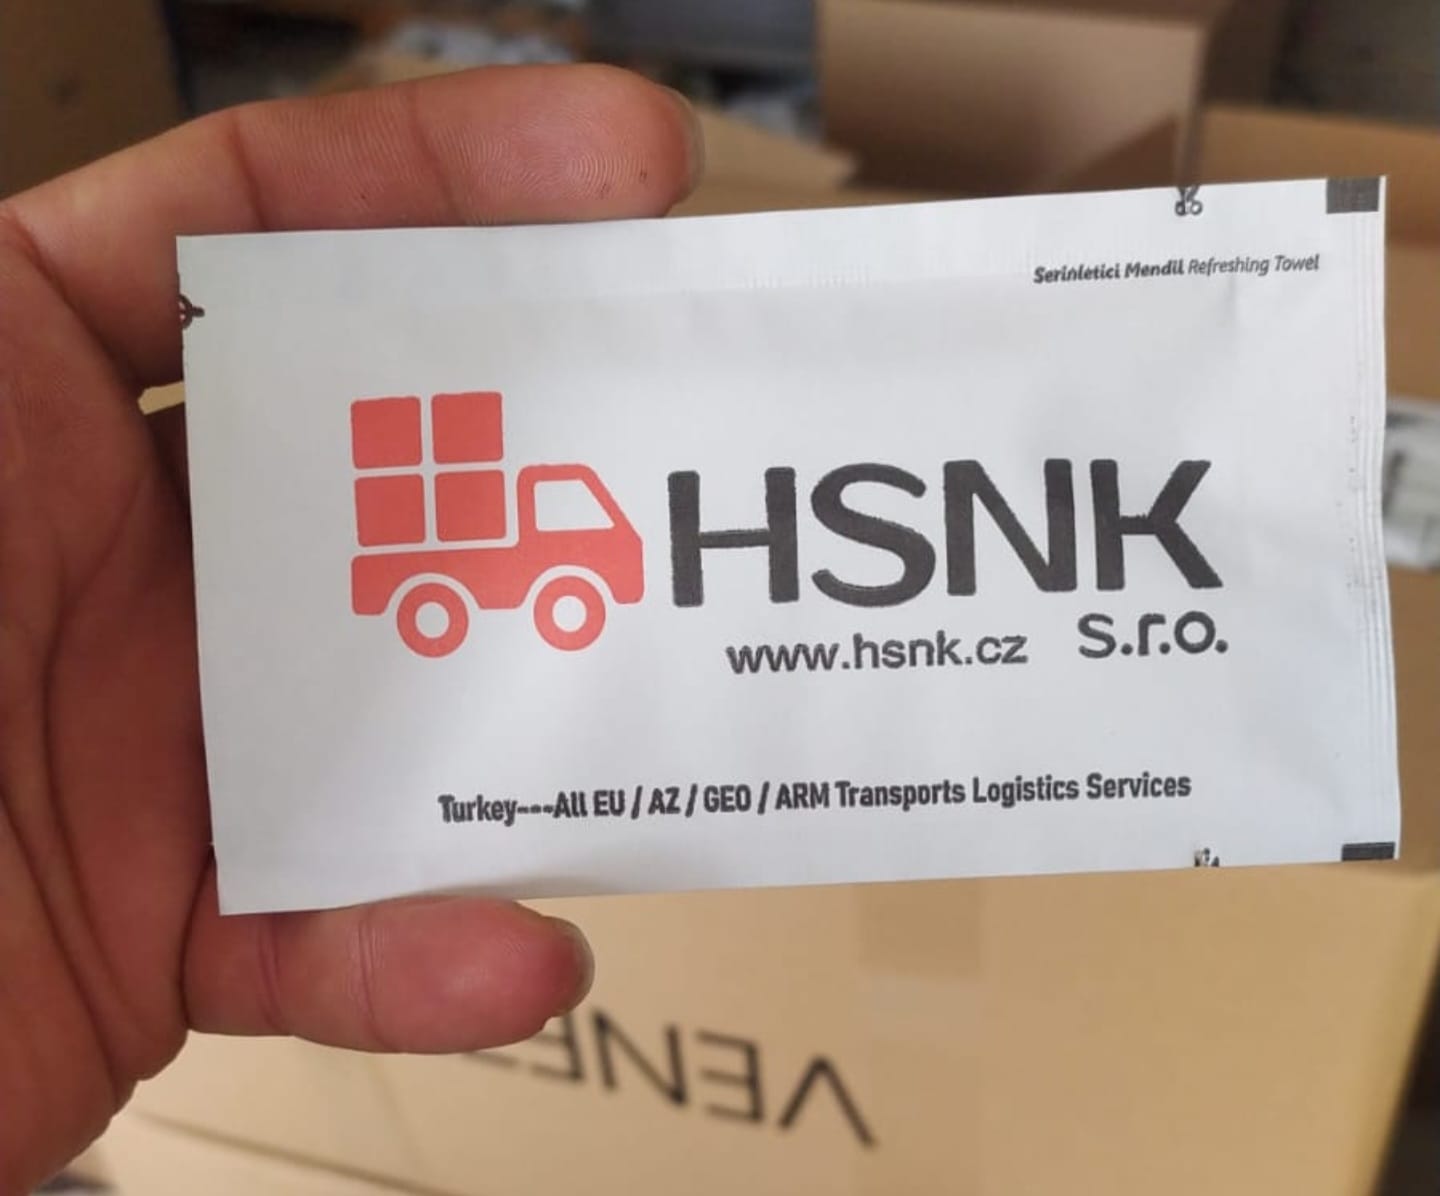 Serinletici Mendil Refreshing Towel
HSNK
www.hsnk.cz s.r.o.
Turkey---All EU / AZ / GEO / ARM Transports Logistics Services